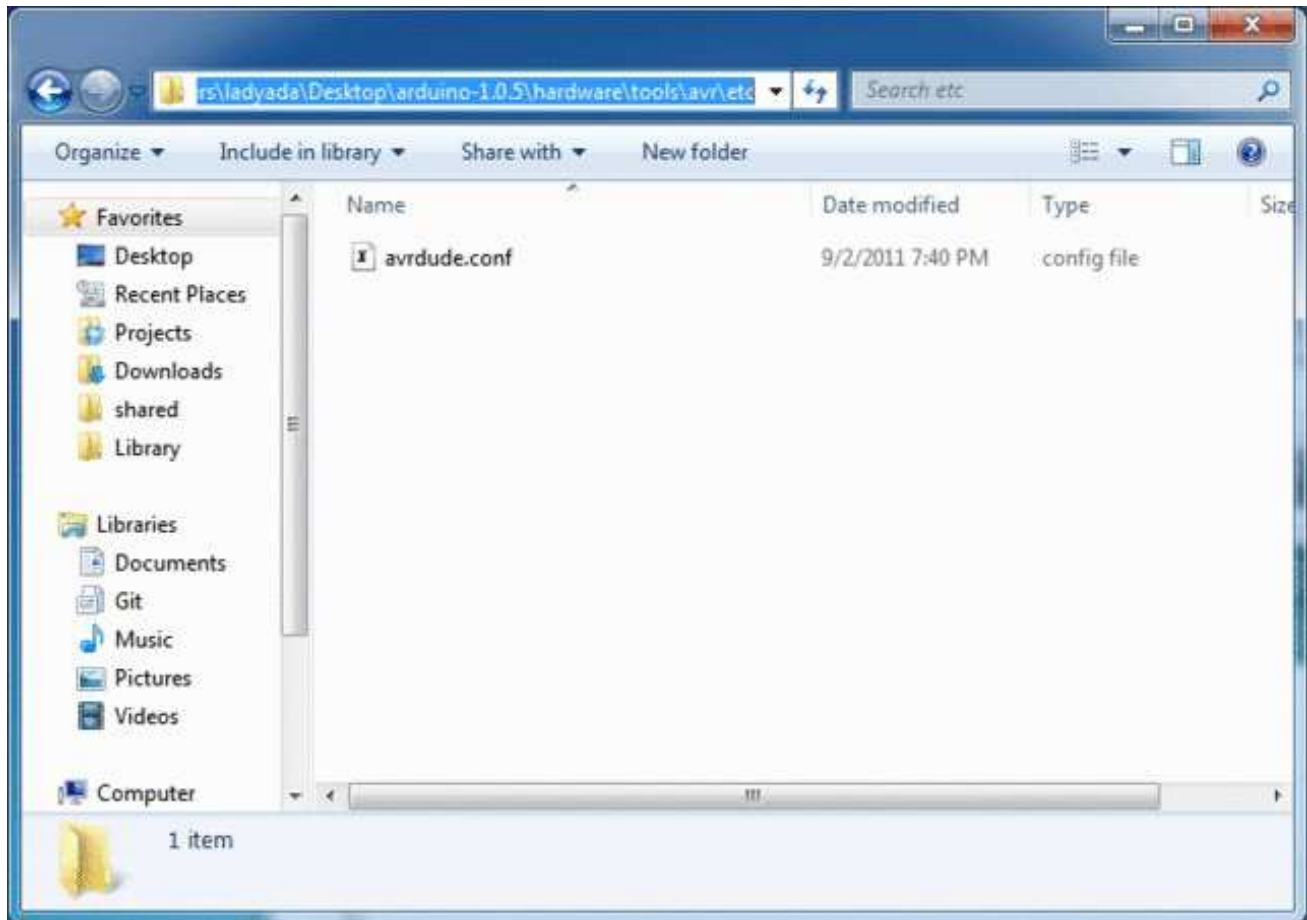 rs\ladyada\Desktop\arduino-1.0.5\hardware\tools\avr\etc
Search etc
Organize Include in library Share with New folder
Name Date modified Type Size
avrdude.conf 9/2/2011 7:40 PM config file
Favorites
Desktop
Recent Places
Projects
Downloads
shared
Library
Libraries
Documents
Git
Music
Pictures
Videos
Computer
1 item